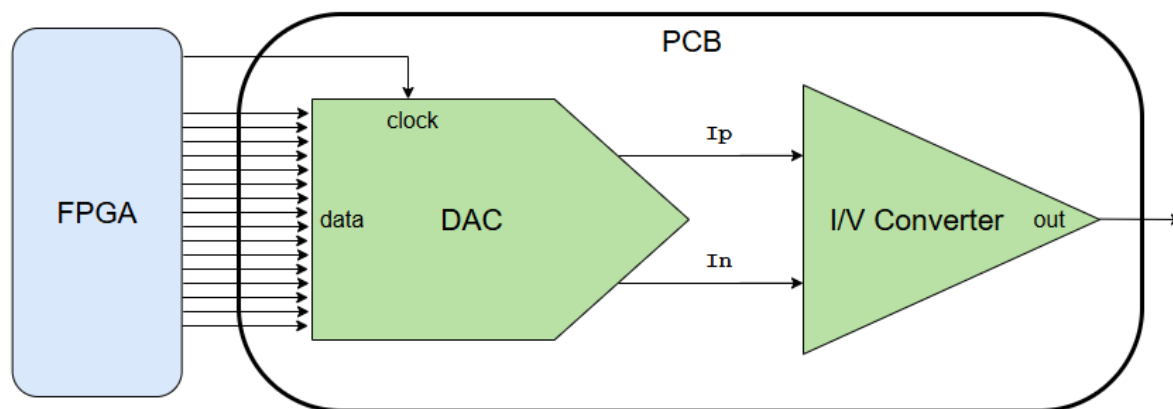 PCB
clock
Ip
FPGA
data
DAC
I/V Converter
out
In